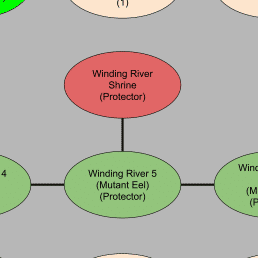 (1)
Winding River
Shrine
(Protector)
4
Winding River 5
(Mutant Eel)
(Protector)